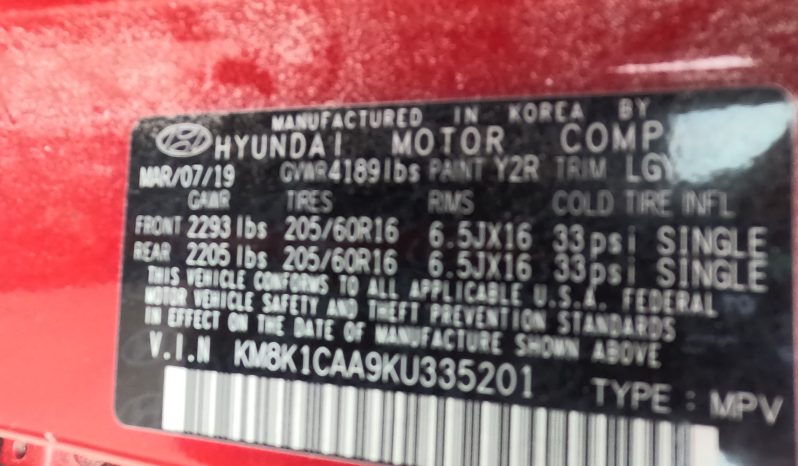 MANUFACTURED IN KOREA BY
HYUNDAI MOTOR
MAR/07/19 GVWR4189lbs PAINT Y2R TRIM LGY
GAWR TIRES RIMS COLD TIRE INFL
FRONT 2293 lbs 205/60R16 6.5JX16 33psi SINGLE
REAR 2205 lbs 205/60R16 6.5JX16 33psi SINGLE
THIS VEHICLE CONFORMS TO ALL APPLICABLE U.S.A. FEDERAL
MOTOR VEHICLE SAFETY AND THEFT PREVENTION STANDARDS
IN EFFECT ON THE DATE OF MANUFACTURE SHOWN ABOVE
V.I.N KM8K1CAA9KU335201 TYPE : MPV